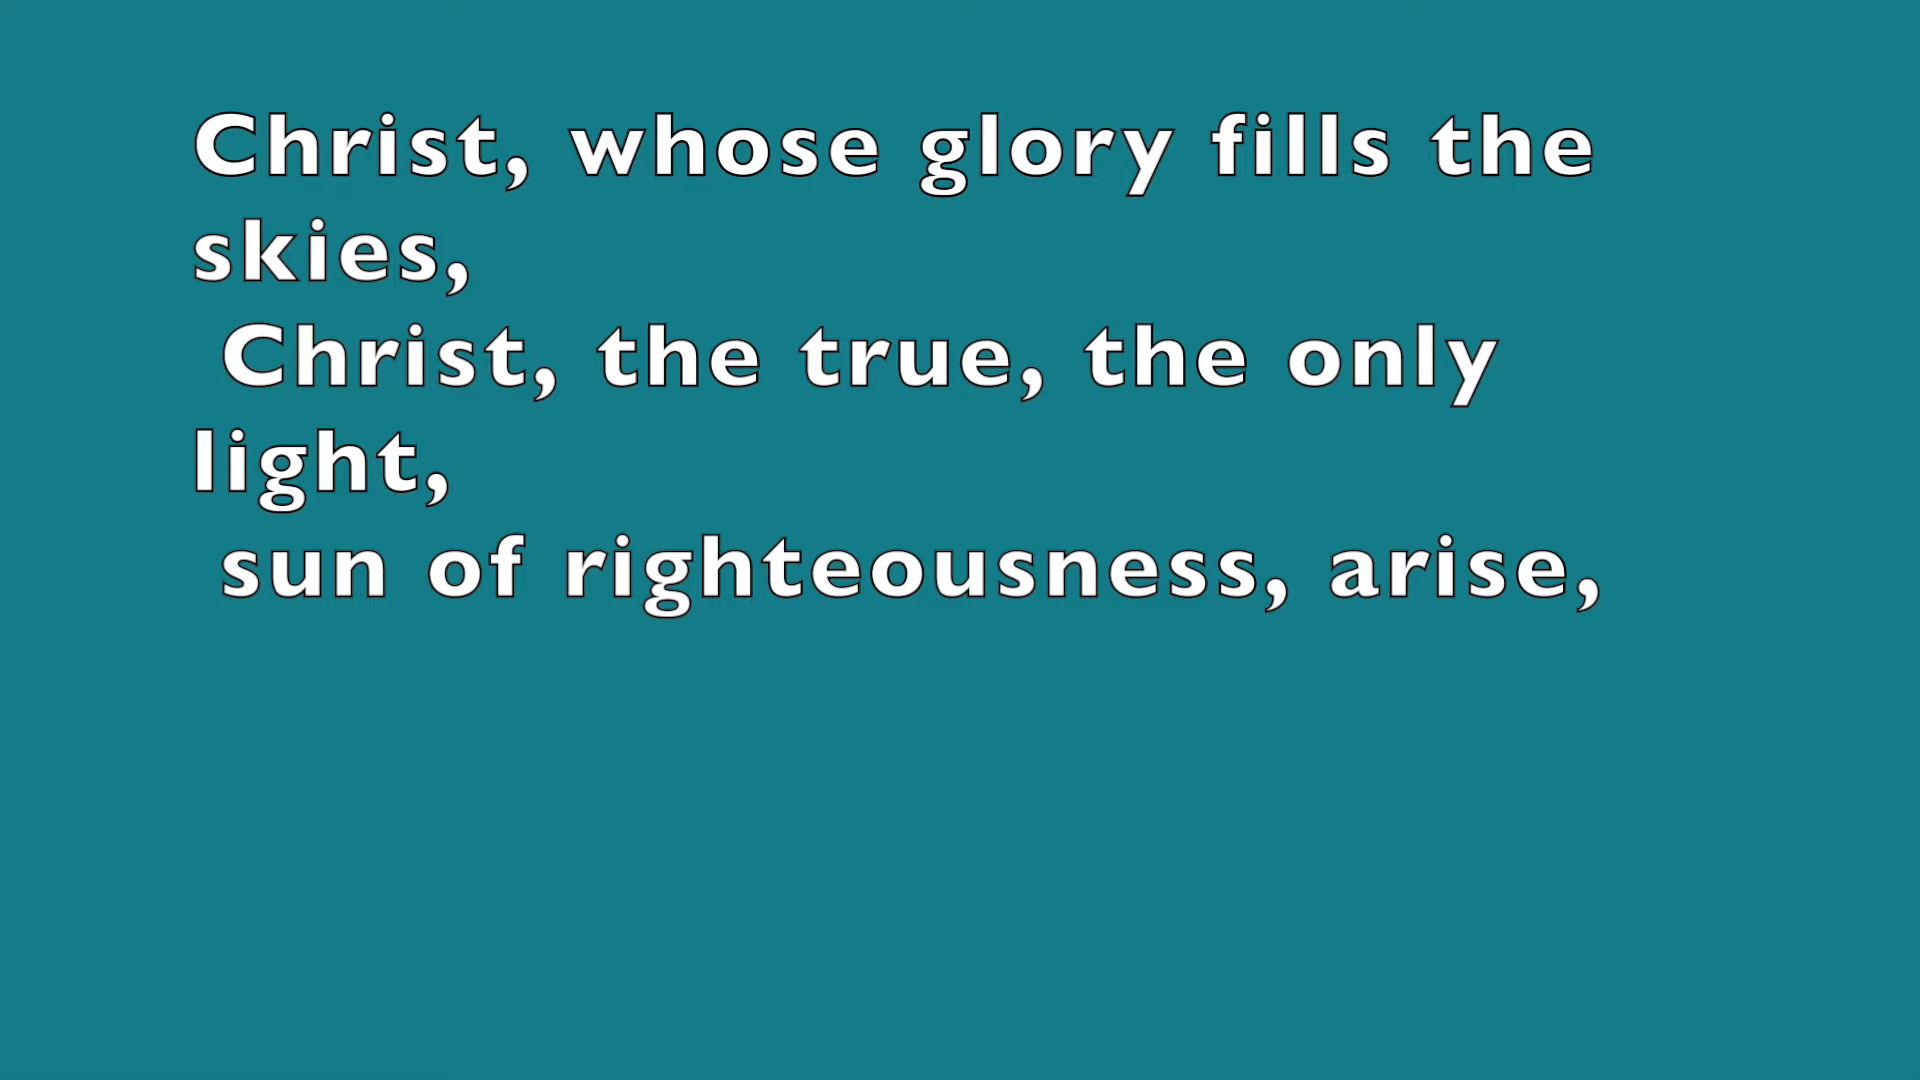 Christ, whose glory fills the
skies,
Christ, the true, the only
light,
sun of righteousness, arise,